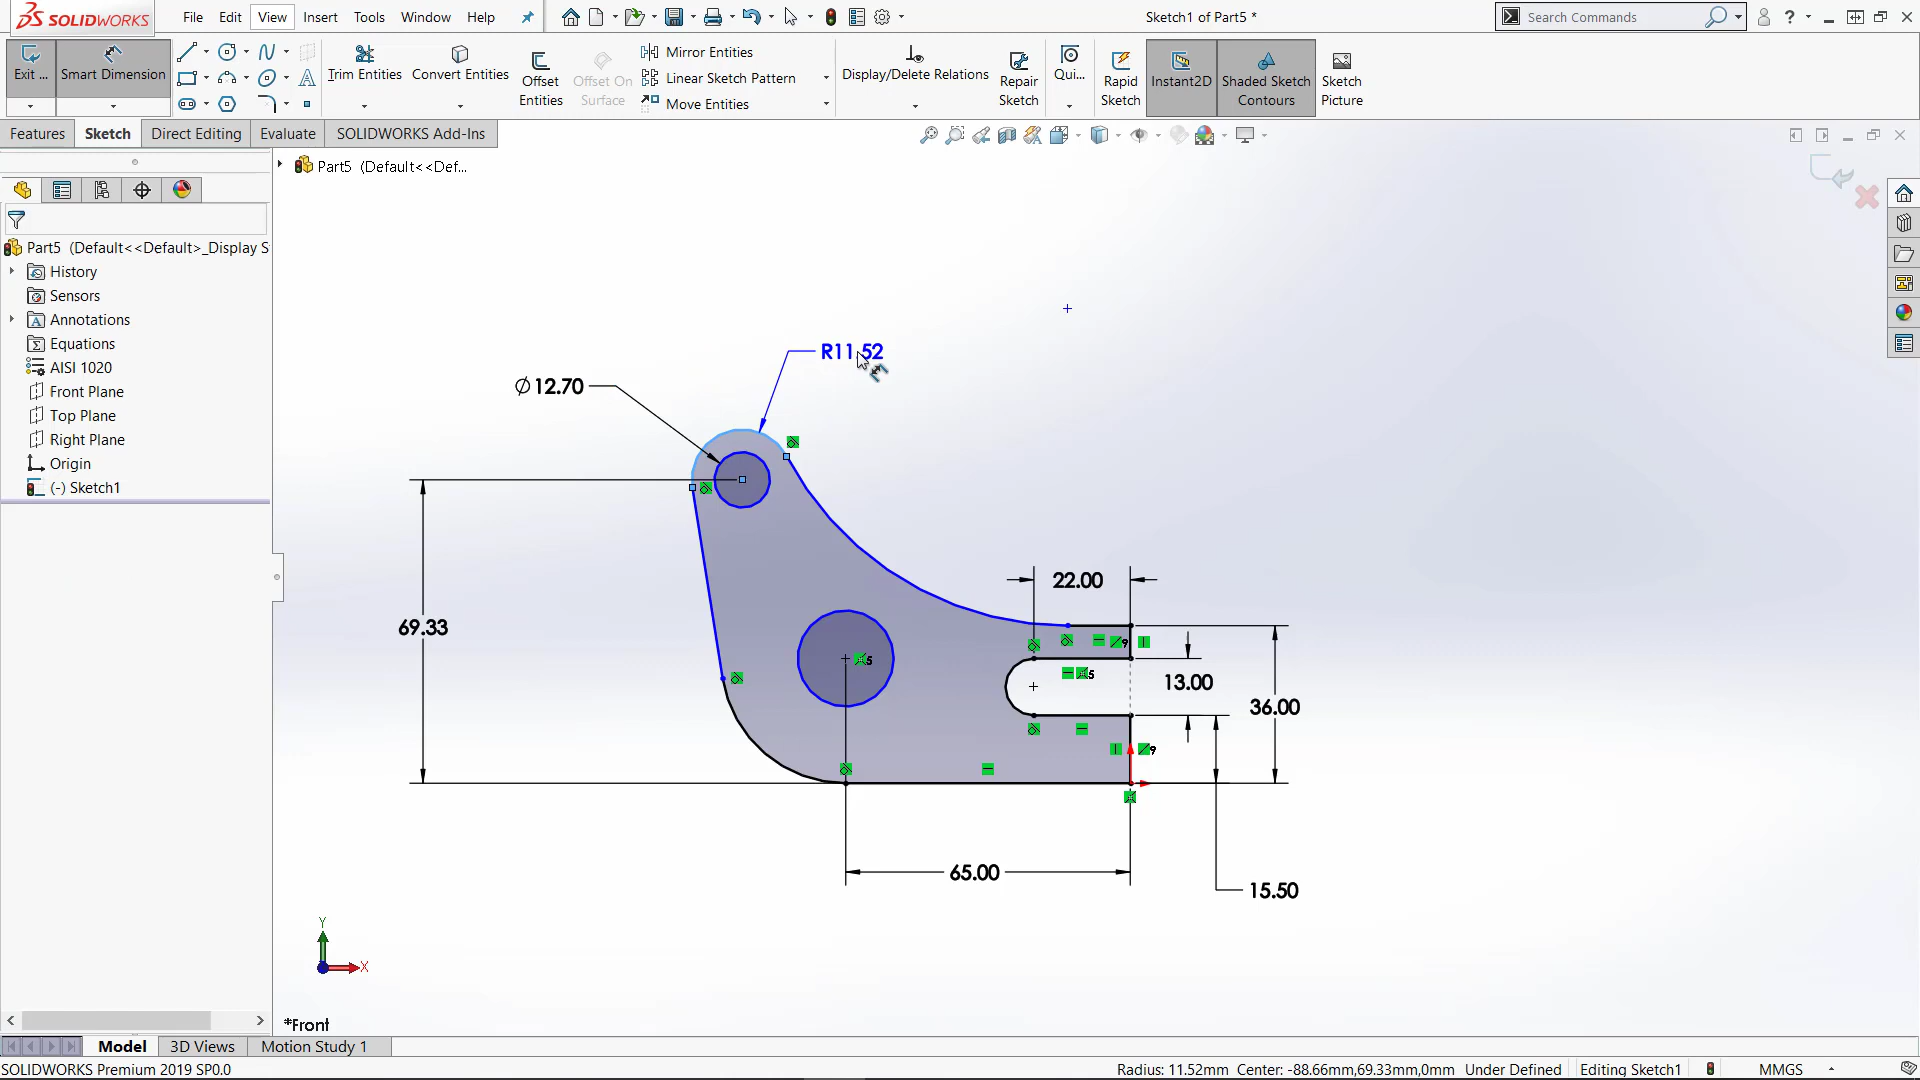 SOLIDWORKS
File Edit View Insert Tools Window Help
Sketch1 of Part5 *
Search Commands
Exit ...
Smart Dimension
Trim Entities
Convert Entities
Offset
Entities
Offset On
Surface
Mirror Entities
Linear Sketch Pattern
Move Entities
Display/Delete Relations
Repair
Sketch
Qui...
Rapid
Sketch
Instant2D
Shaded Sketch
Contours
Sketch
Picture
Features Sketch Direct Editing Evaluate SOLIDWORKS Add-Ins
Part5 (Default<<Def...
Part5 (Default<<Default>_Display S
History
Sensors
Annotations
Equations
AISI 1020
Front Plane
Top Plane
Right Plane
Origin
(-) Sketch1
R11.52
∅12.70
22.00
69.33
13.00
36.00
65.00
15.50
5
9
5
9
Y
X
*Front
Model 3D Views Motion Study 1
SOLIDWORKS Premium 2019 SP0.0
Radius: 11.52mm Center: -88.66mm,69.33mm,0mm Under Defined Editing Sketch1 MMGS